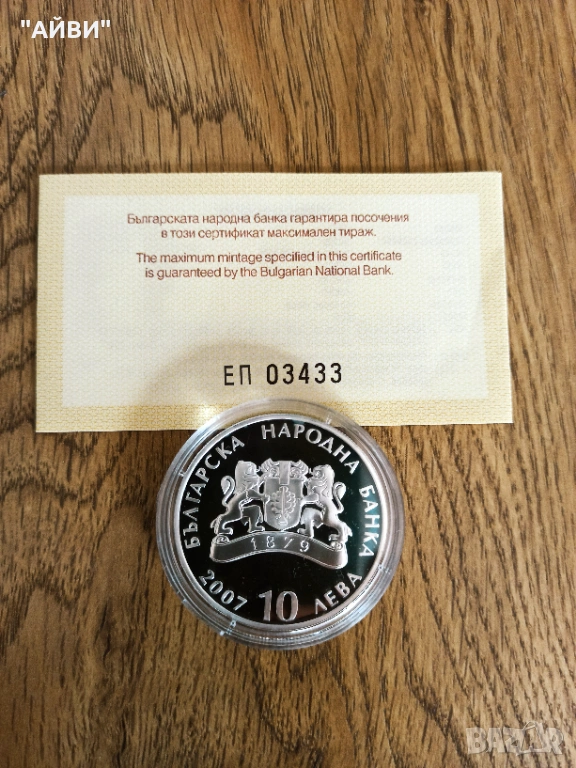 "АЙВИ"
Българската народна банка гарантира посочения
в този сертификат максимален тираж.
The maximum mintage specified in this certificate
is guaranteed by the Bulgarian National Bank.
ЕП 03433
БЪЛГАРСКА НАРОДНА БАНКА
1879
2007 10 ЛЕВА
BAZAR